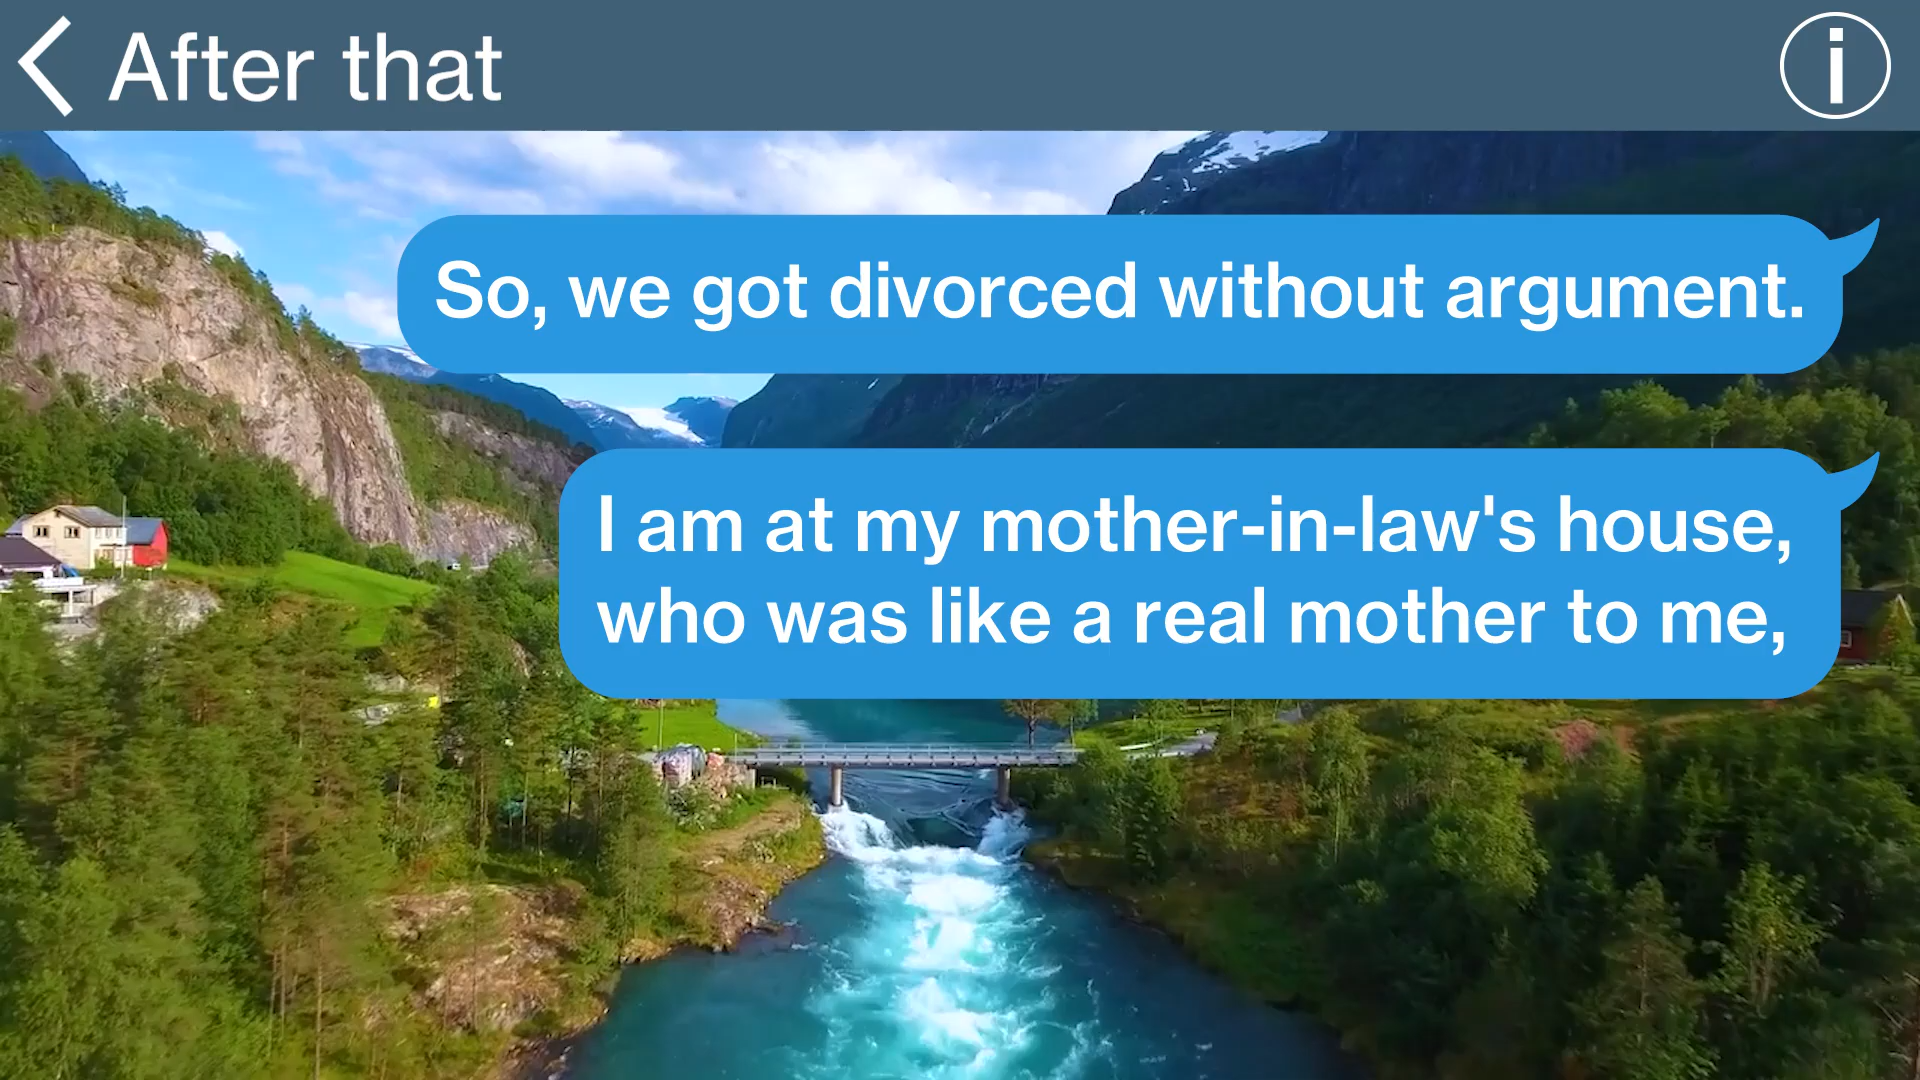 After that
So, we got divorced without argument.
I am at my mother-in-law's house,
who was like a real mother to me,